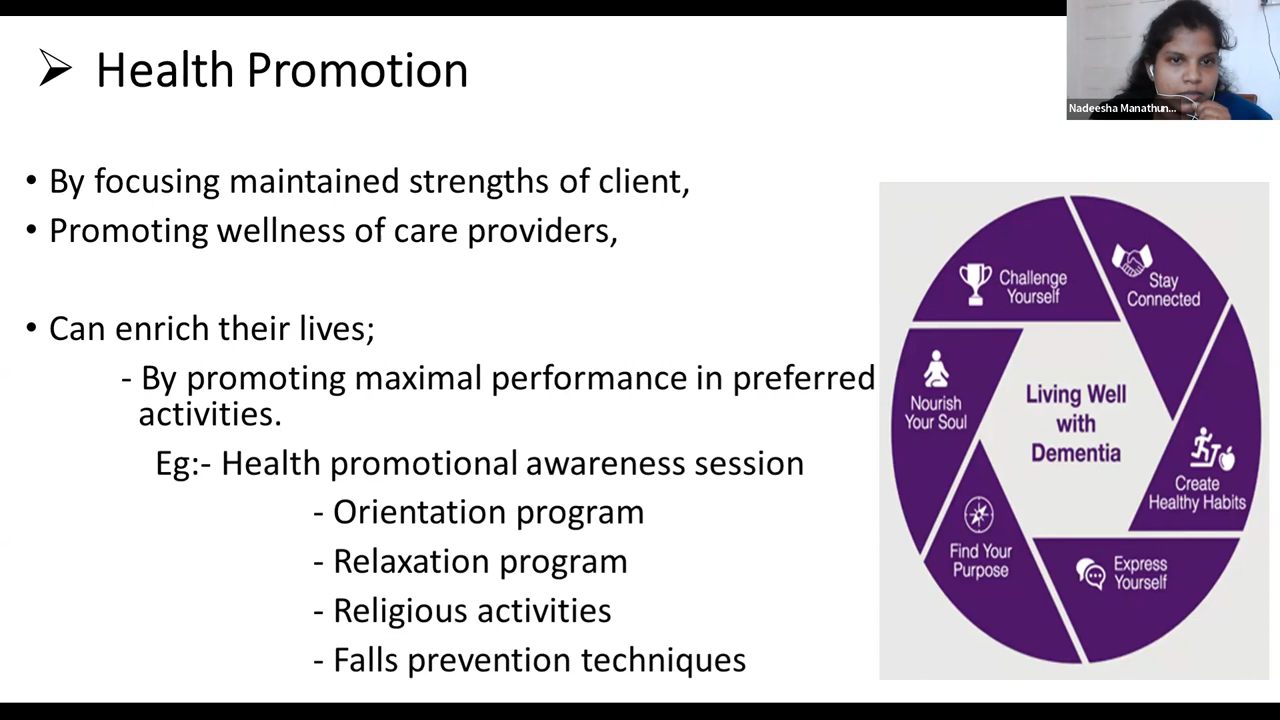 ➢ Health Promotion
Nadeesha Manathun...
• By focusing maintained strengths of client,
• Promoting wellness of care providers,
• Can enrich their lives;
- By promoting maximal performance in preferred
activities.
Eg:- Health promotional awareness session
- Orientation program
- Relaxation program
- Religious activities
- Falls prevention techniques
Challenge
Yourself
Stay
Connected
Nourish
Your Soul
Living Well
with
Dementia
Create
Healthy Habits
Find Your
Purpose
Express
Yourself